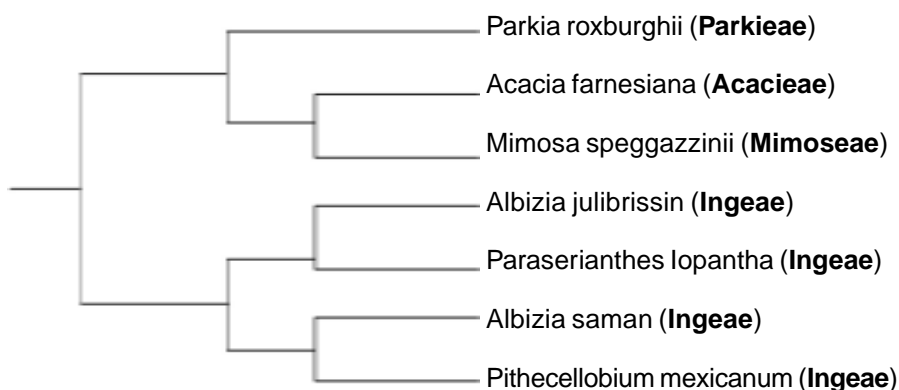 Parkia roxburghii (Parkieae)
Acacia farnesiana (Acacieae)
Mimosa speggazzinii (Mimoseae)
Albizia julibrissin (Ingeae)
Paraserianthes lopantha (Ingeae)
Albizia saman (Ingeae)
Pithecellobium mexicanum (Ingeae)